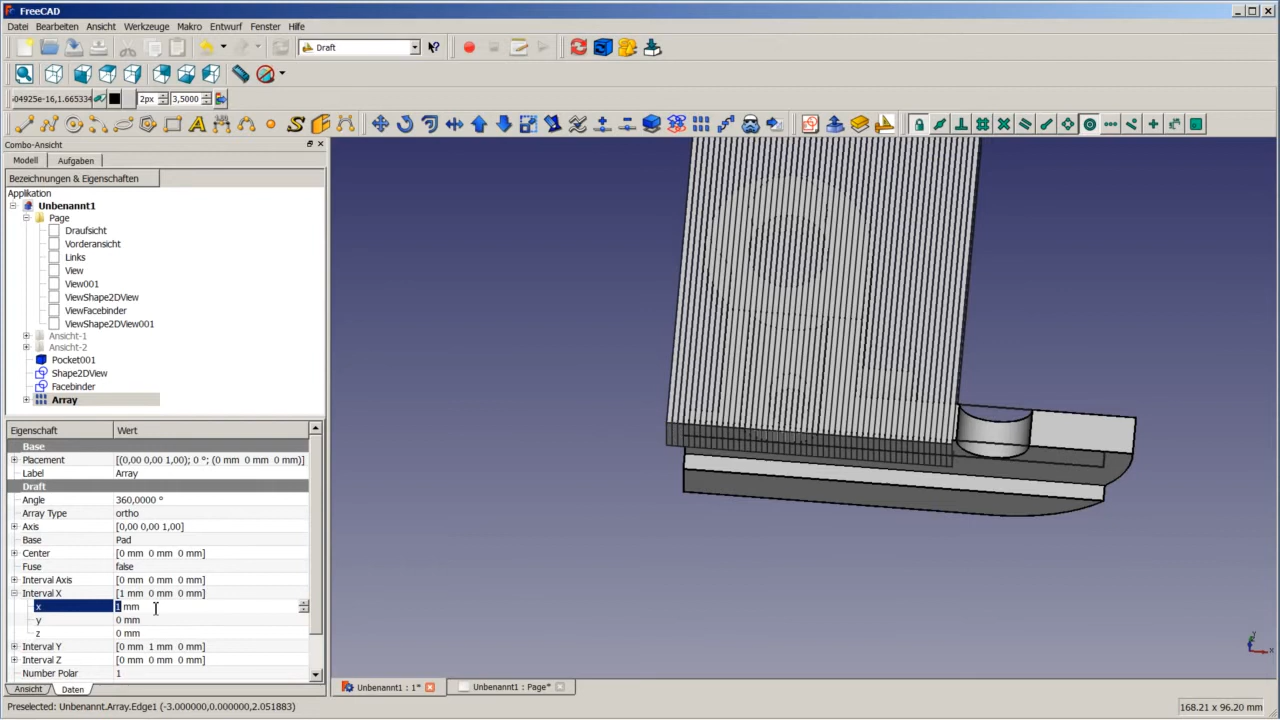 FreeCAD
Datei Bearbeiten Ansicht Werkzeuge Makro Entwurf Fenster Hilfe
Draft
04925e-16,1.665334 2px 3,5000
Combo-Ansicht
Modell Aufgaben
Bezeichnungen & Eigenschaften
Applikation
Unbenannt1
Page
Draufsicht
Vorderansicht
Links
View
View001
ViewShape2DView
ViewFacebinder
ViewShape2DView001
Ansicht-1
Ansicht-2
Pocket001
Shape2DView
Facebinder
Array
Eigenschaft Wert
Base
Placement [(0,00 0,00 1,00); 0 °; (0 mm 0 mm 0 mm)]
Label Array
Draft
Angle 360,0000 °
Array Type ortho
Axis [0,00 0,00 1,00]
Base Pad
Center [0 mm 0 mm 0 mm]
Fuse false
Interval Axis [0 mm 0 mm 0 mm]
Interval X [1 mm 0 mm 0 mm]
x 1 mm
y 0 mm
z 0 mm
Interval Y [0 mm 1 mm 0 mm]
Interval Z [0 mm 0 mm 0 mm]
Number Polar 1
Ansicht Daten
Unbenannt1 : 1* Unbenannt1 : Page*
Preselected: Unbenannt.Array.Edge1 (-3.000000,0.000000,2.051883) 168.21 x 96.20 mm